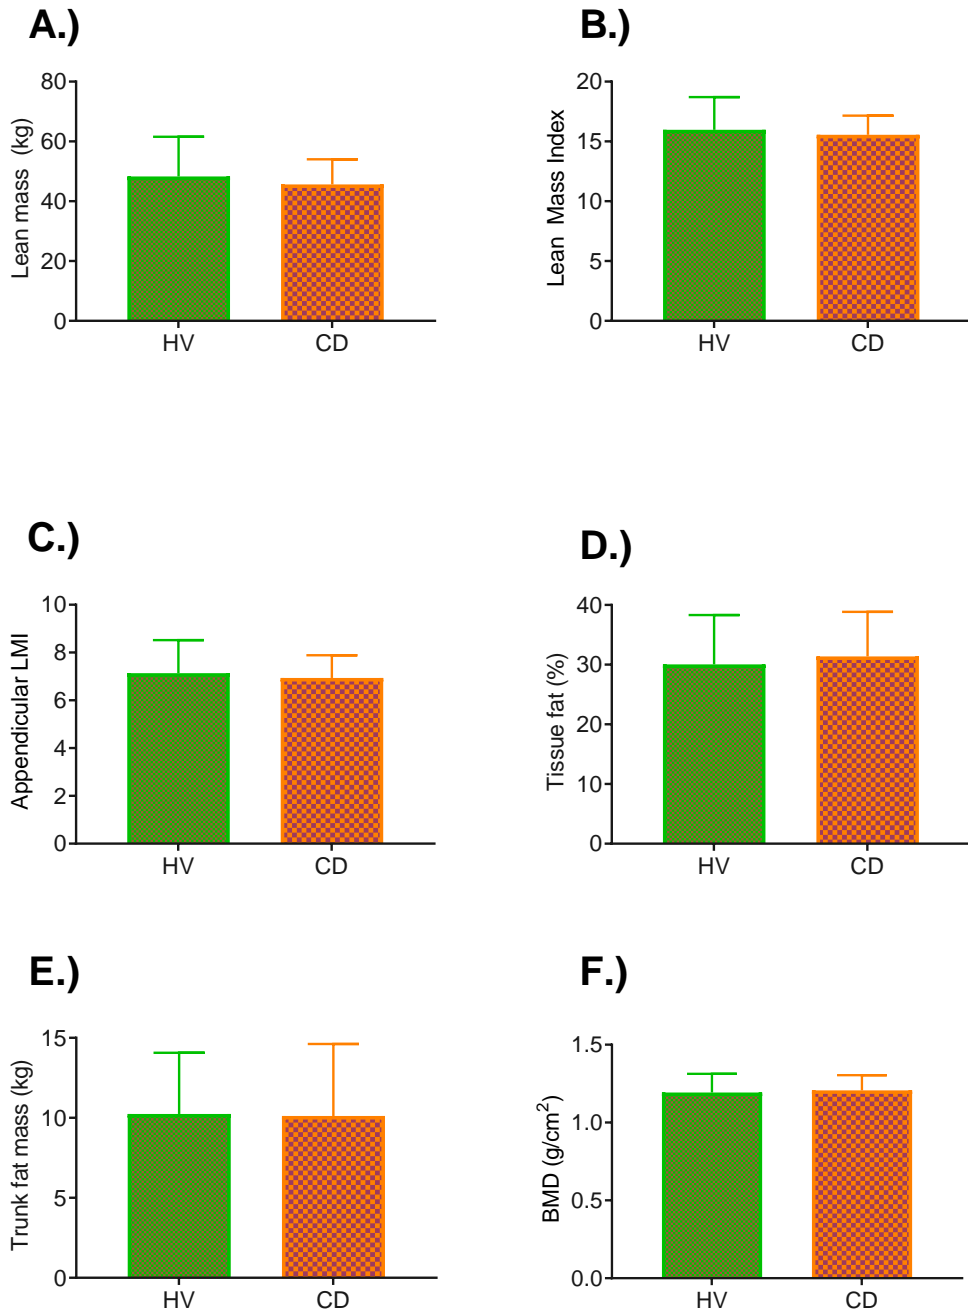 A.)
Lean mass (kg)
80
60
40
20
0
HV
CD
B.)
Lean Mass Index
20
15
10
5
0
HV
CD
C.)
Appendicular LMI
10
8
6
4
2
0
HV
CD
D.)
Tissue fat (%)
40
30
20
10
0
HV
CD
E.)
Trunk fat mass (kg)
15
10
5
0
HV
CD
F.)
BMD (g/cm²)
1.5
1.0
0.5
0.0
HV
CD